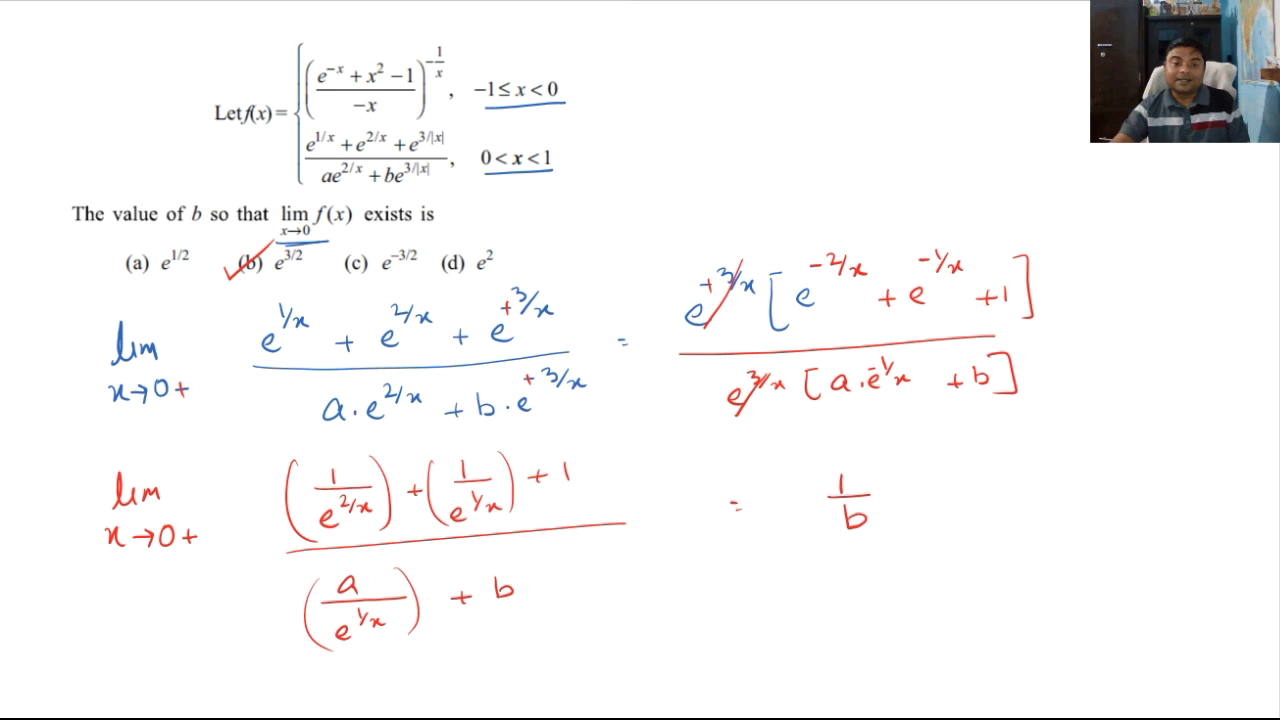 Let f(x) = { ((e^{-x} + x^2 - 1)/(-x))^{-1/x}, -1 ≤ x < 0
(e^{1/x} + e^{2/x} + e^{3/|x|})/(ae^{2/x} + be^{3/|x|}), 0 < x < 1
The value of b so that lim_{x→0} f(x) exists is
(a) e^{1/2} (b) e^{3/2} (c) e^{-3/2} (d) e^2
lim_{x→0+} (e^{1/x} + e^{2/x} + e^{+3/x})/(a.e^{2/x} + b.e^{+3/x}) = (e^{+3/x} [e^{-2/x} + e^{-1/x} + 1])/(e^{3/x} [a.e^{-1/x} + b])
lim_{x→0+} ((1/e^{2/x}) + (1/e^{1/x}) + 1)/((a/e^{1/x}) + b) = 1/b